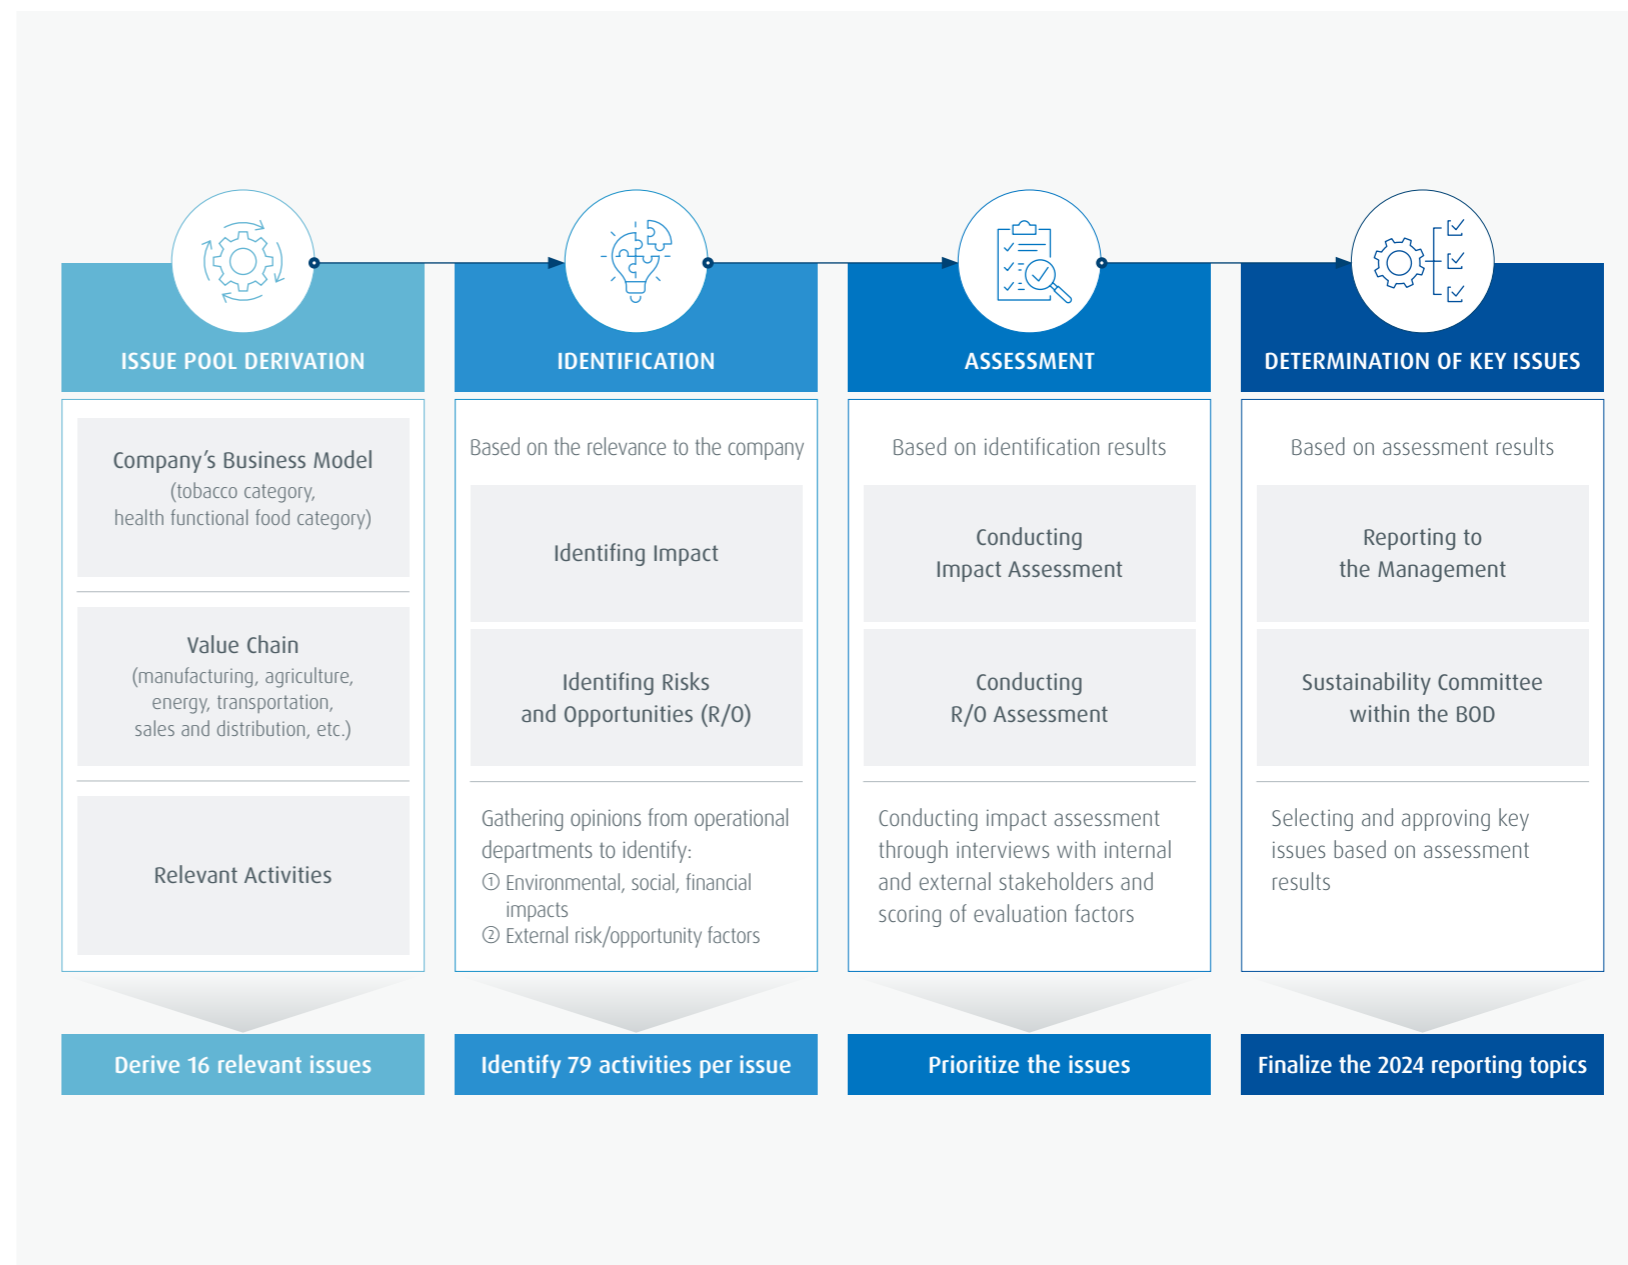 ISSUE POOL DERIVATION
Company's Business Model
(tobacco category,
health functional food category)
Value Chain
(manufacturing, agriculture,
energy, transportation,
sales and distribution, etc.)
Relevant Activities
Derive 16 relevant issues
IDENTIFICATION
Based on the relevance to the company
Identifing Impact
Identifing Risks
and Opportunities (R/O)
Gathering opinions from operational
departments to identify:
① Environmental, social, financial
impacts
② External risk/opportunity factors
Identify 79 activities per issue
ASSESSMENT
Based on identification results
Conducting
Impact Assessment
Conducting
R/O Assessment
Conducting impact assessment
through interviews with internal
and external stakeholders and
scoring of evaluation factors
Prioritize the issues
DETERMINATION OF KEY ISSUES
Based on assessment results
Reporting to
the Management
Sustainability Committee
within the BOD
Selecting and approving key
issues based on assessment
results
Finalize the 2024 reporting topics